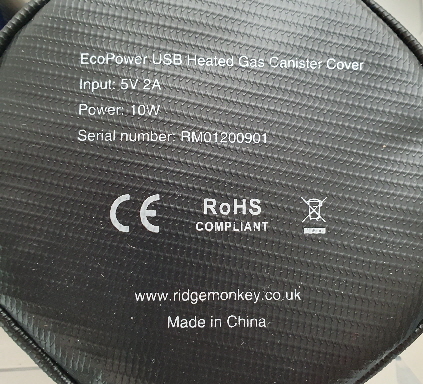 EcoPower USB Heated Gas Canister Cover
Input: 5V 2A
Power: 10W
Serial number: RM01200901
CE
RoHS
COMPLIANT
www.ridgemonkey.co.uk
Made in China